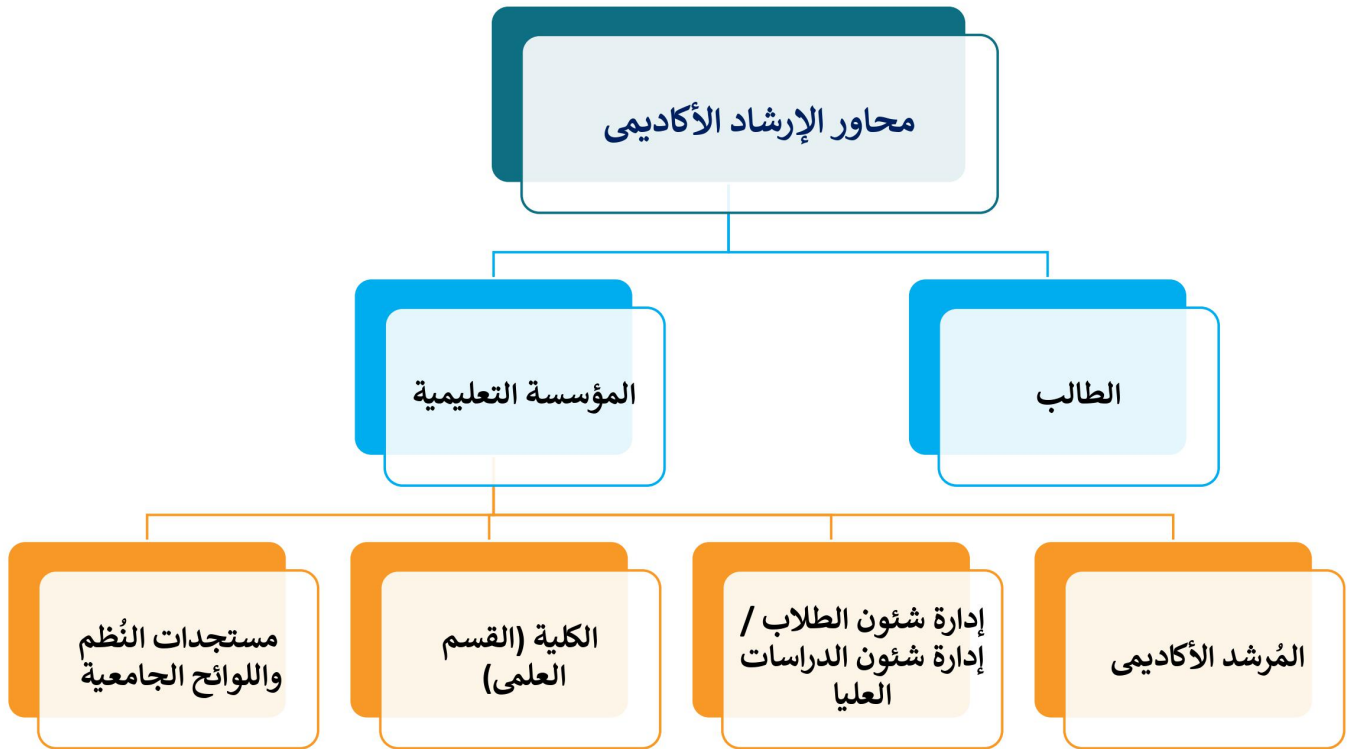 محاور الإرشاد الأكاديمى
الطالب
المؤسسة التعليمية
المُرشد الأكاديمى
إدارة شئون الطلاب /
إدارة شئون الدراسات
العليا
الكلية (القسم
العلمى)
مستجدات النُظم
واللوائح الجامعية